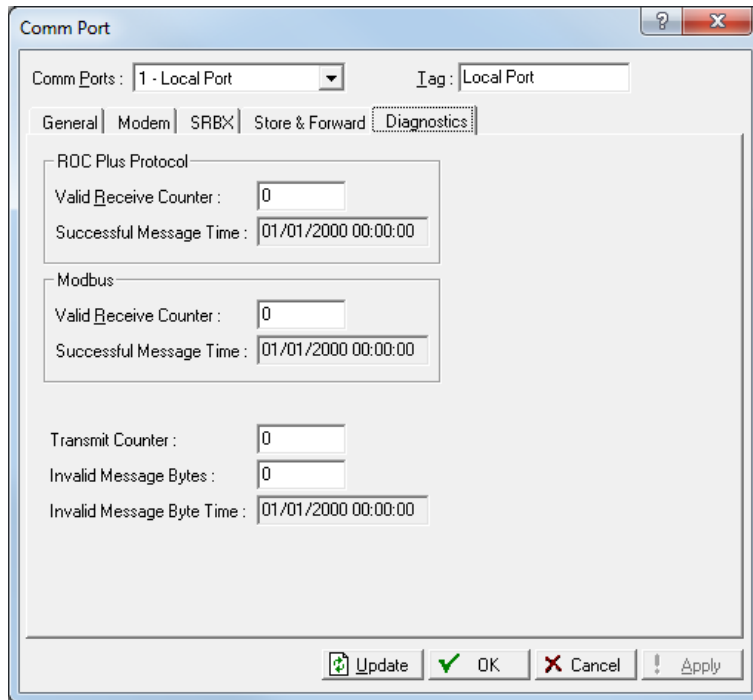 Comm Port
Comm Ports : 1 - Local Port Tag : Local Port
General Modem SRBX Store & Forward Diagnostics
ROC Plus Protocol
Valid Receive Counter : 0
Successful Message Time : 01/01/2000 00:00:00
Modbus
Valid Receive Counter : 0
Successful Message Time : 01/01/2000 00:00:00
Transmit Counter : 0
Invalid Message Bytes : 0
Invalid Message Byte Time : 01/01/2000 00:00:00
Update OK Cancel ! Apply